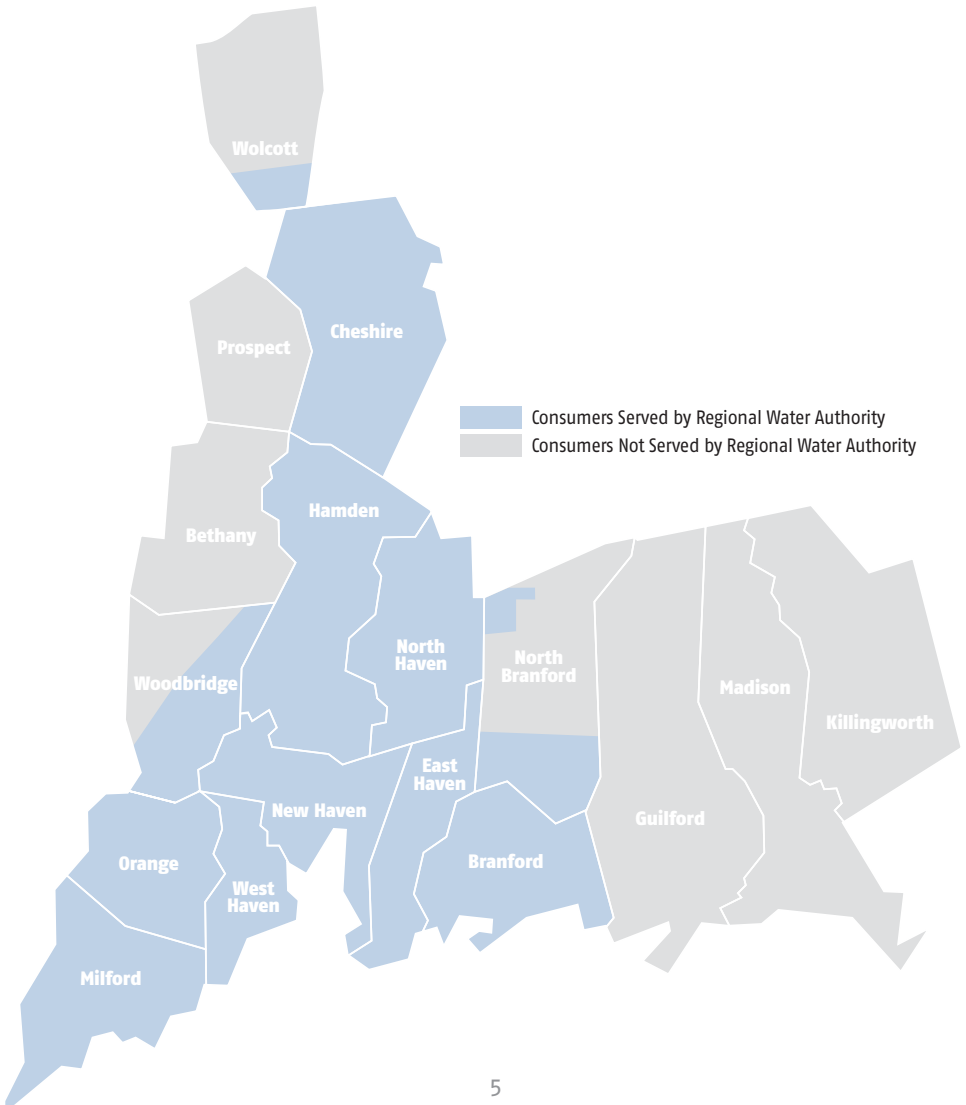 Wolcott
Cheshire
Prospect
Consumers Served by Regional Water Authority
Consumers Not Served by Regional Water Authority
Hamden
Bethany
North
Haven
North
Branford
Woodbridge
Madison
Killingworth
East
Haven
New Haven
Guilford
Orange
Branford
West
Haven
Milford
5